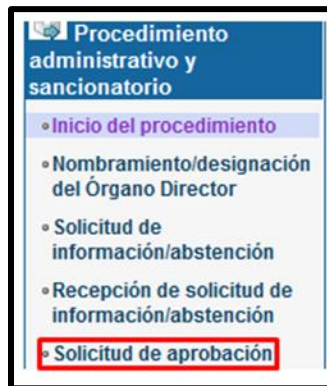 Procedimiento
administrativo y
sancionatorio
Inicio del procedimiento
Nombramiento/designación
del Órgano Director
Solicitud de
información/abstención
Recepción de solicitud de
información/abstención
Solicitud de aprobación